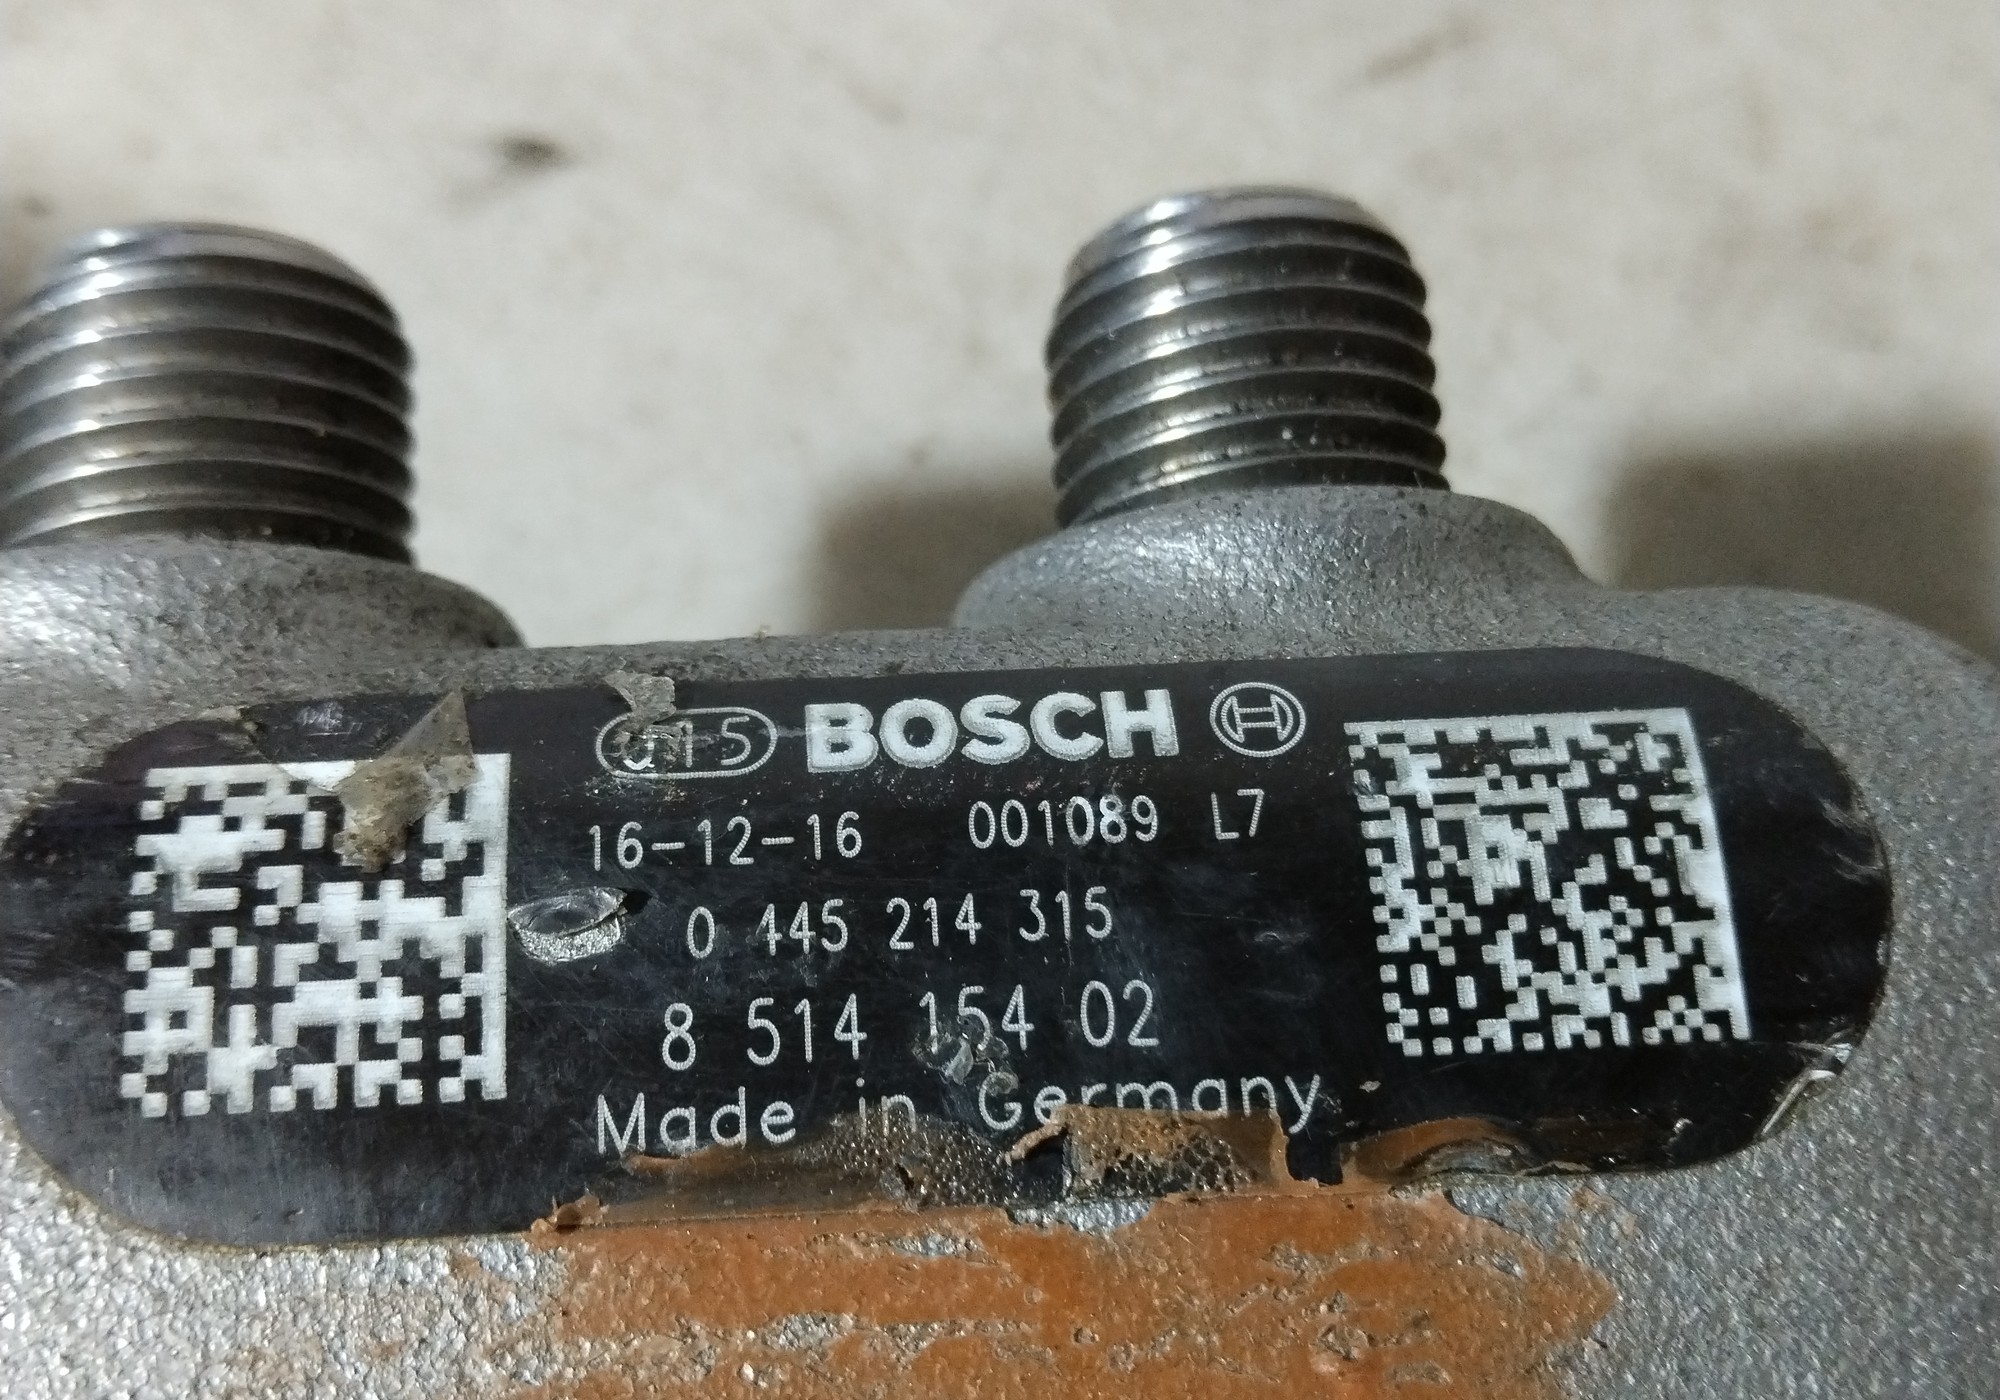 015 BOSCH
16-12-16 001089 L7
0 445 214 315
8 514 154 02
Made in Germany